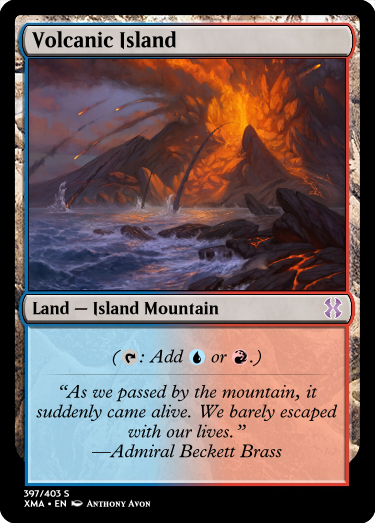 Volcanic Island
Land — Island Mountain
( : Add or .)
“As we passed by the mountain, it
suddenly came alive. We barely escaped
with our lives.”
—Admiral Beckett Brass
397/403 S
XMA • EN Anthony Avon